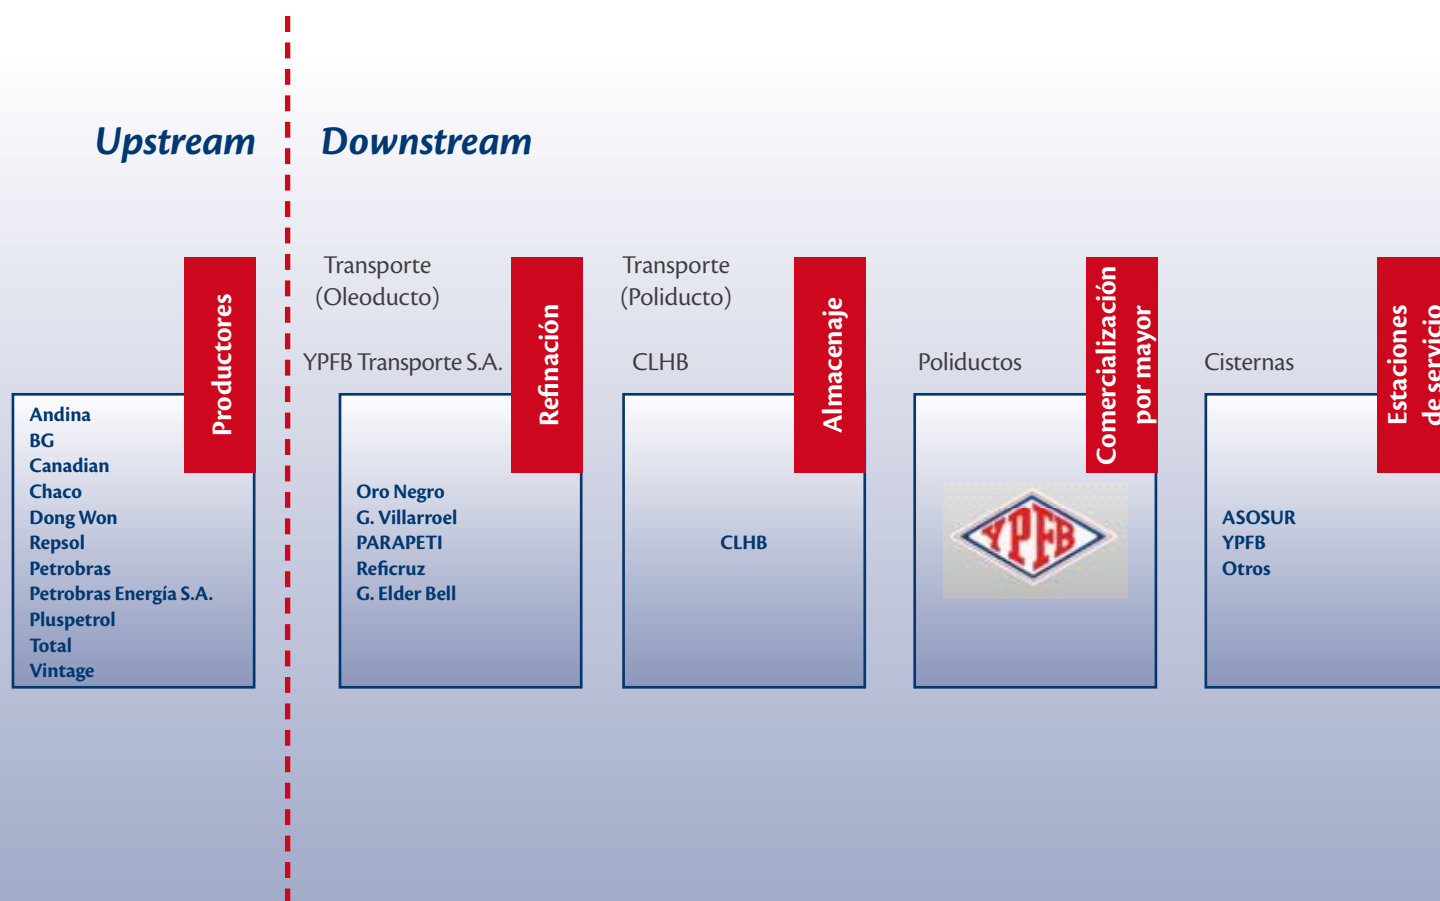 Upstream
Downstream
Productores
Andina
BG
Canadian
Chaco
Dong Won
Repsol
Petrobras
Petrobras Energía S.A.
Pluspetrol
Total
Vintage
Transporte
(Oleoducto)
YPFB Transporte S.A.
Refinación
Oro Negro
G. Villarroel
PARAPETI
Reficruz
G. Elder Bell
Transporte
(Poliducto)
CLHB
Almacenaje
CLHB
Poliductos
Comercialización
por mayor
YPFB
Cisternas
Estaciones
de servicio
ASOSUR
YPFB
Otros